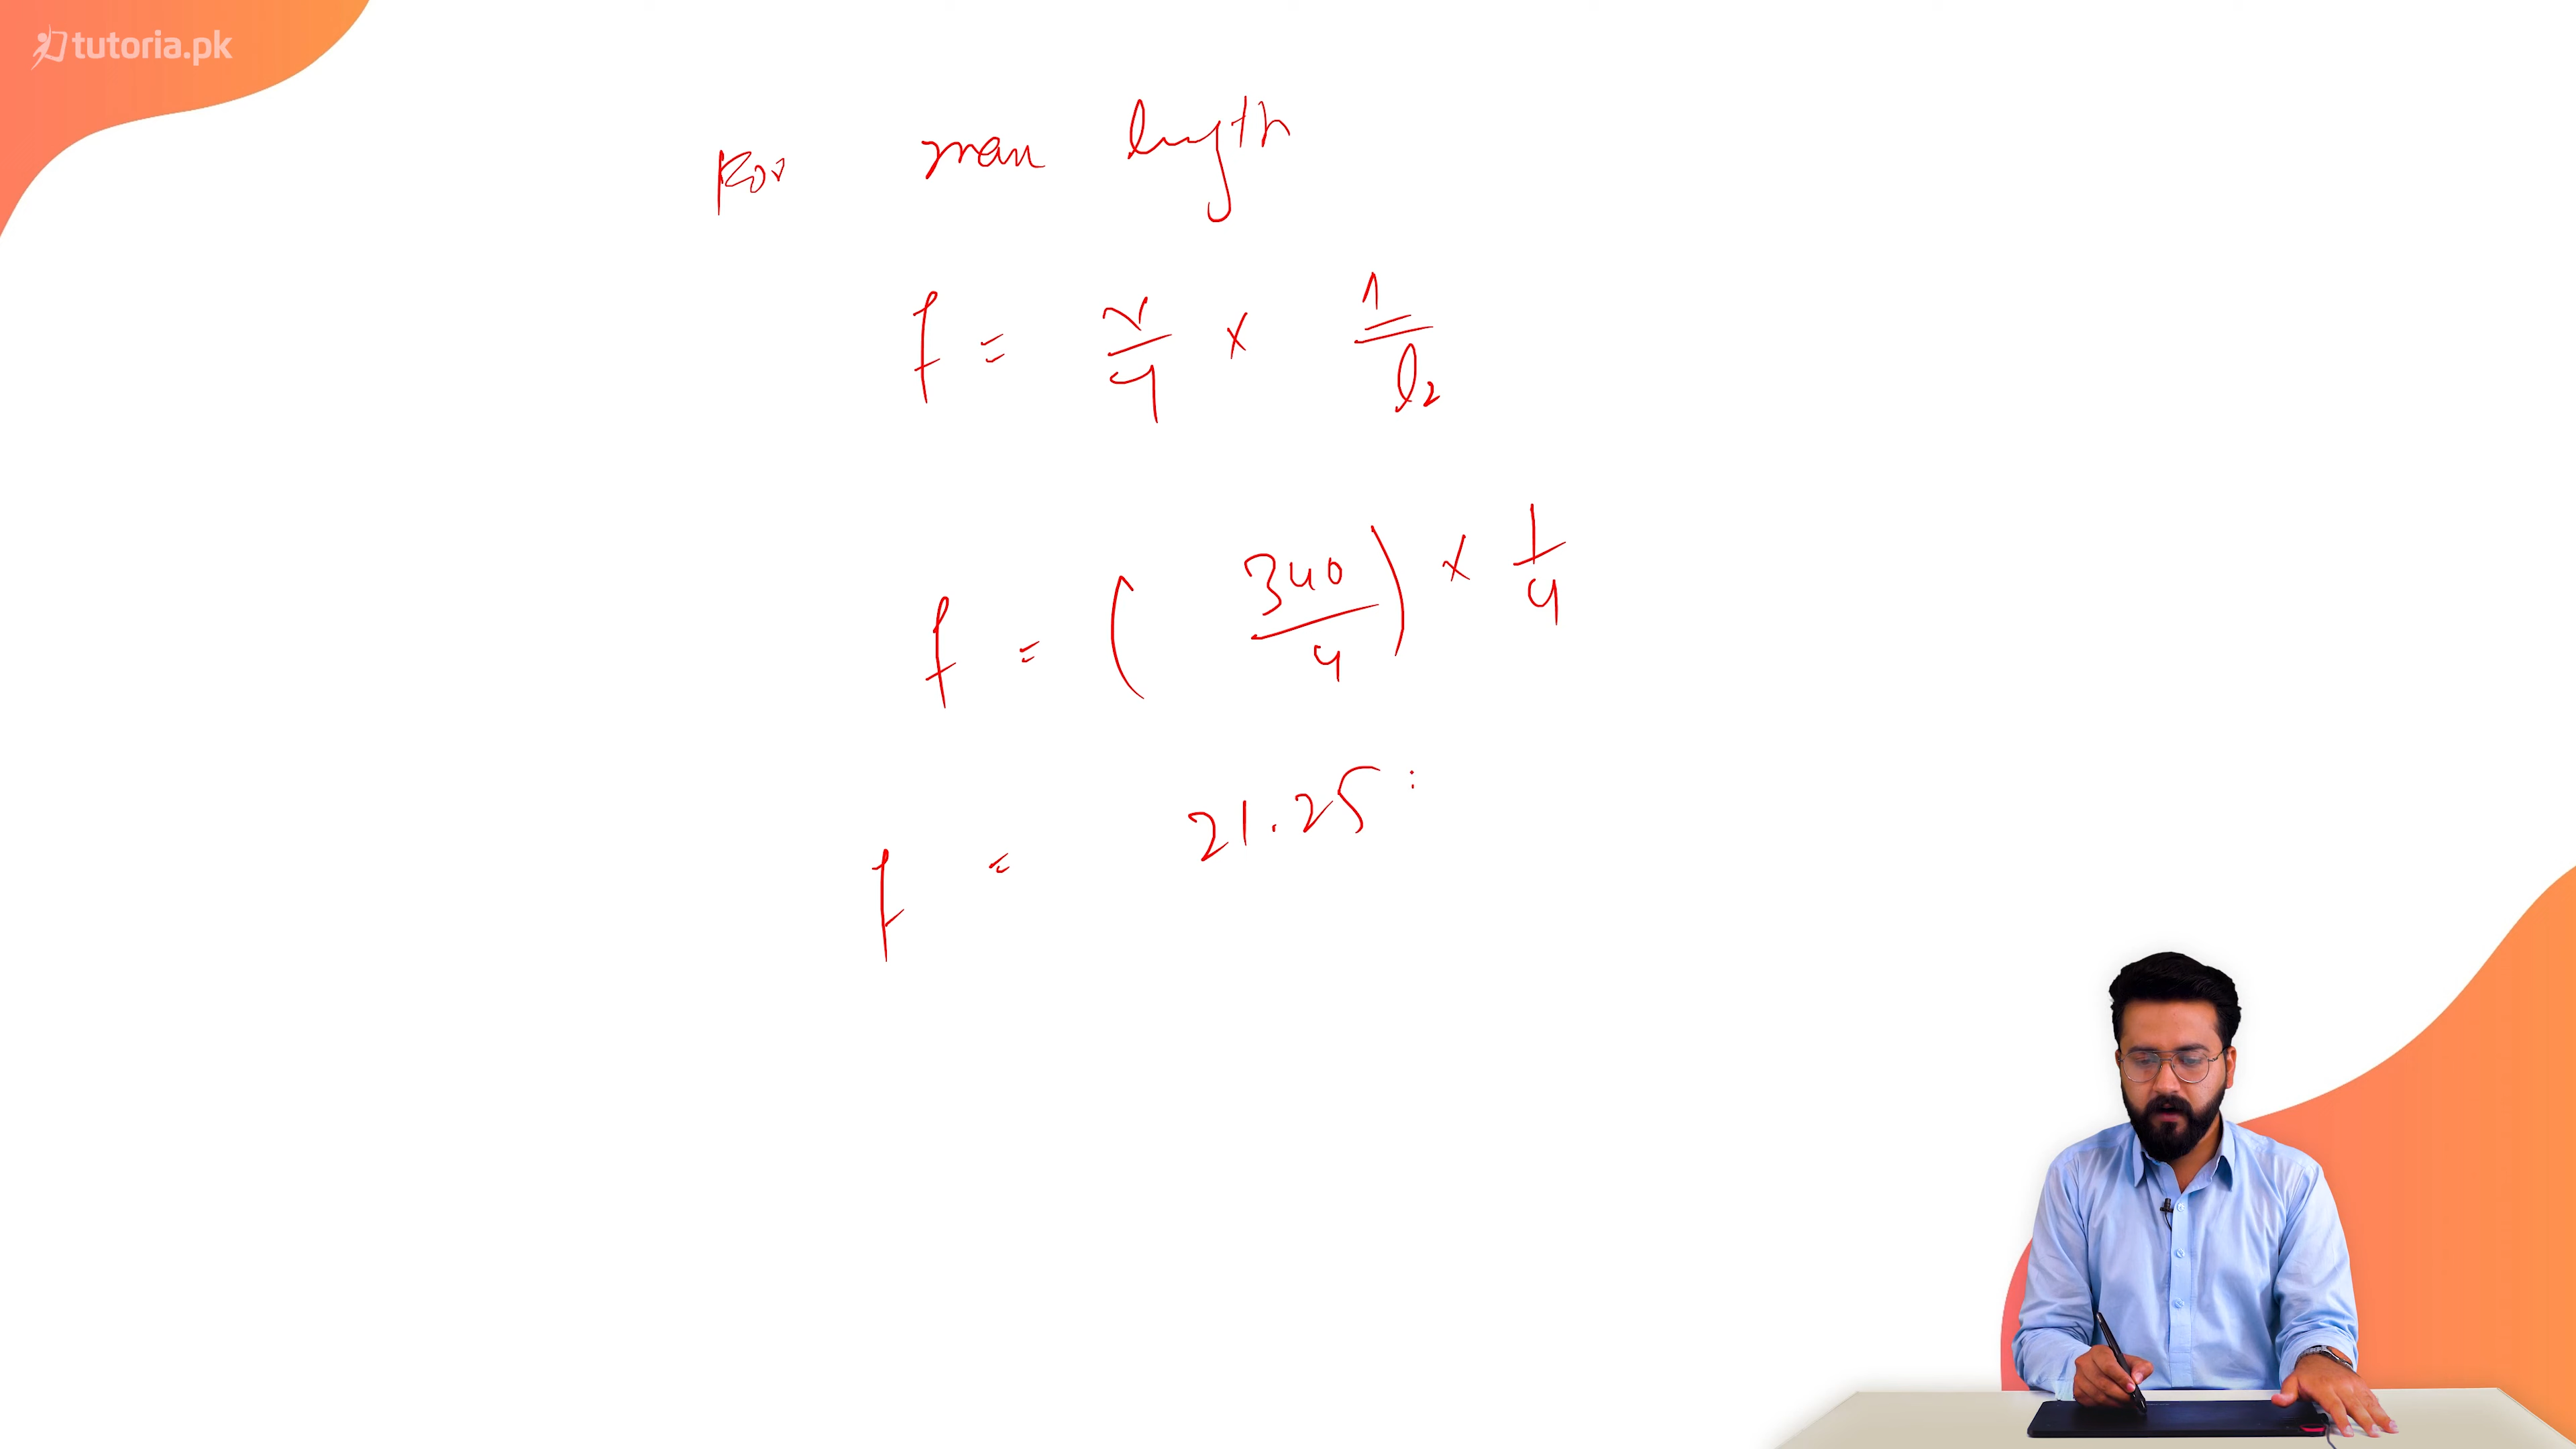 tutoria.pk
For max length
f = v/4 × 1/l₂
f = (340/4) × 1/4
f = 21.25